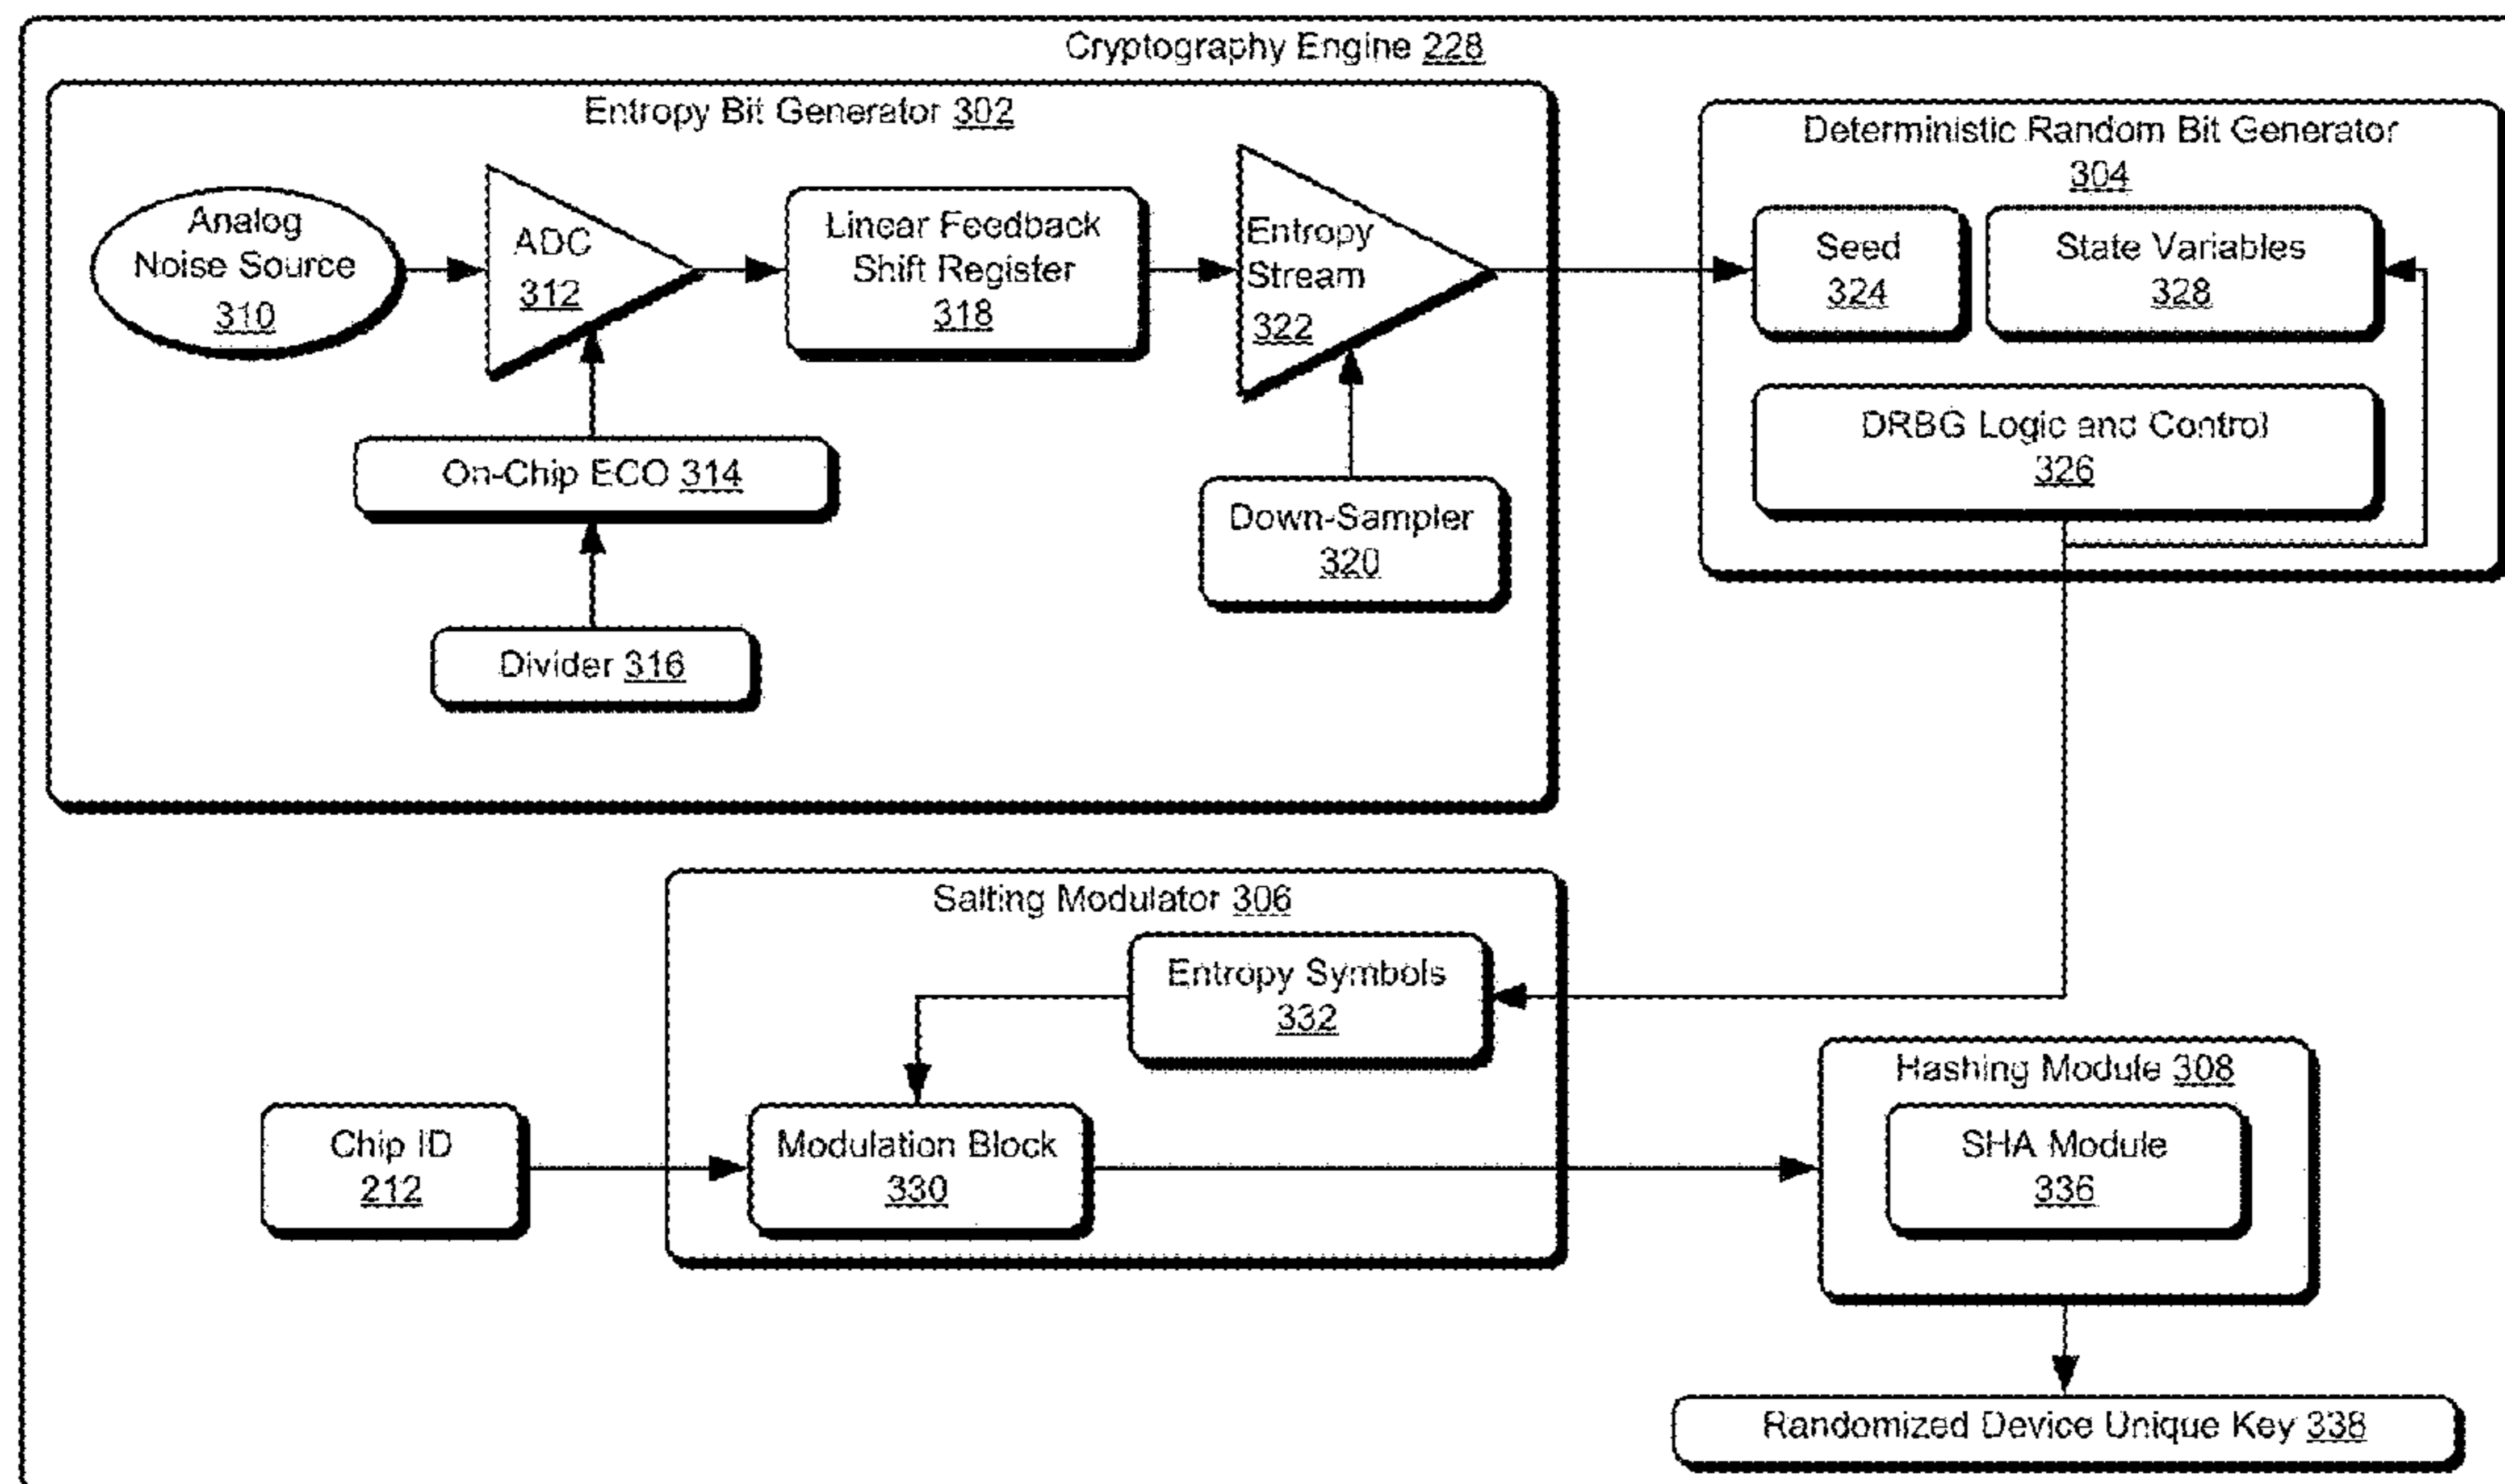 Cryptography Engine 228
Entropy Bit Generator 302
Analog
Noise Source
310
ADC
312
Linear Feedback
Shift Register
318
Entropy
Stream
322
On-Chip ECO 314
Divider 316
Down-Sampler
320
Deterministic Random Bit Generator
304
Seed
324
State Variables
328
DRBG Logic and Control
326
Salting Modulator 306
Entropy Symbols
332
Chip ID
212
Modulation Block
330
Hashing Module 308
SHA Module
336
Randomized Device Unique Key 338